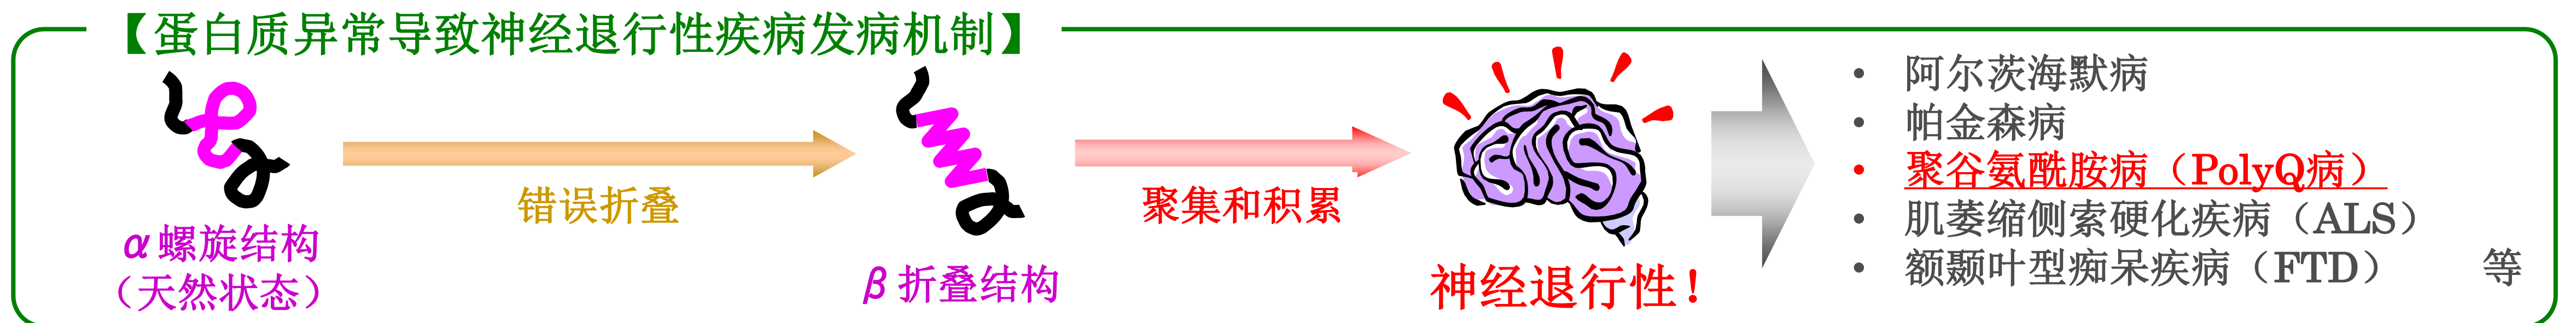 【蛋白质异常导致神经退行性疾病发病机制】
α螺旋结构
（天然状态）
错误折叠
β折叠结构
聚集和积累
神经退行性！
• 阿尔茨海默病
• 帕金森病
• 聚谷氨酰胺病（PolyQ病）
• 肌萎缩侧索硬化疾病（ALS）
• 额颞叶型痴呆疾病（FTD） 等